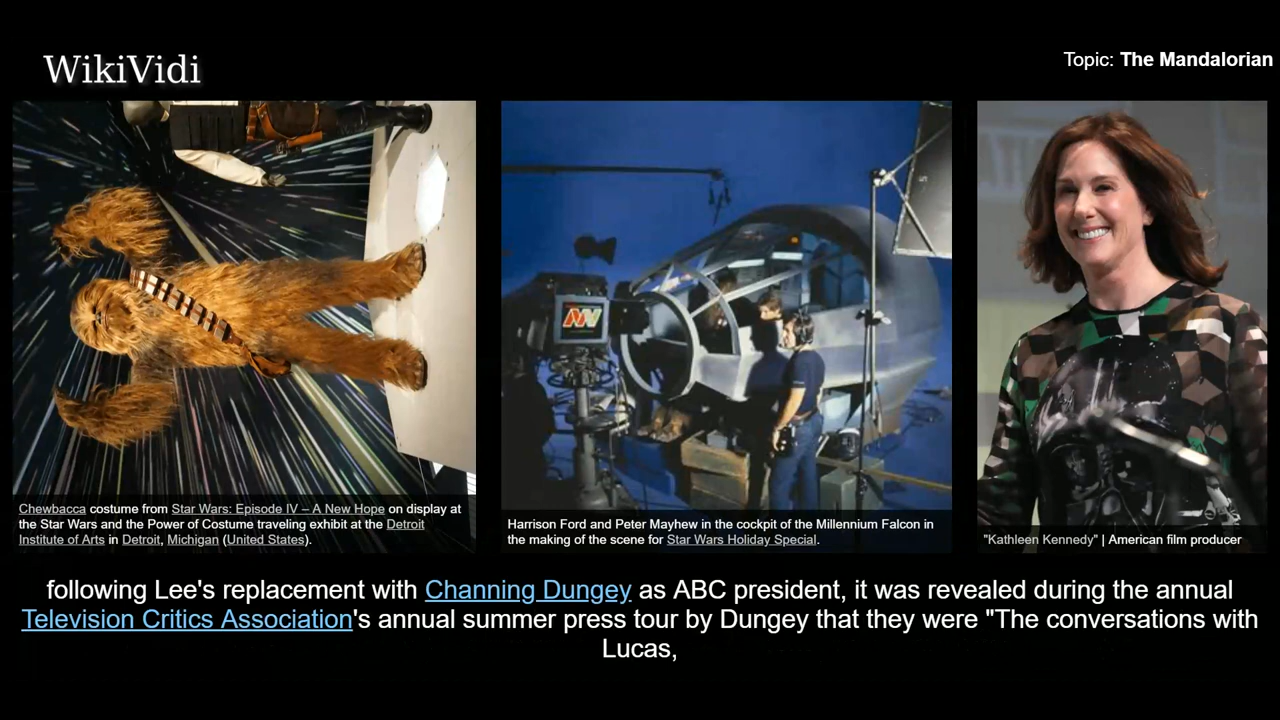 WikiVidi
Topic: The Mandalorian
Chewbacca costume from Star Wars: Episode IV – A New Hope on display at
the Star Wars and the Power of Costume traveling exhibit at the Detroit
Institute of Arts in Detroit, Michigan (United States).
Harrison Ford and Peter Mayhew in the cockpit of the Millennium Falcon in
the making of the scene for Star Wars Holiday Special.
"Kathleen Kennedy" | American film producer
following Lee's replacement with Channing Dungey as ABC president, it was revealed during the annual
Television Critics Association's annual summer press tour by Dungey that they were "The conversations with
Lucas,